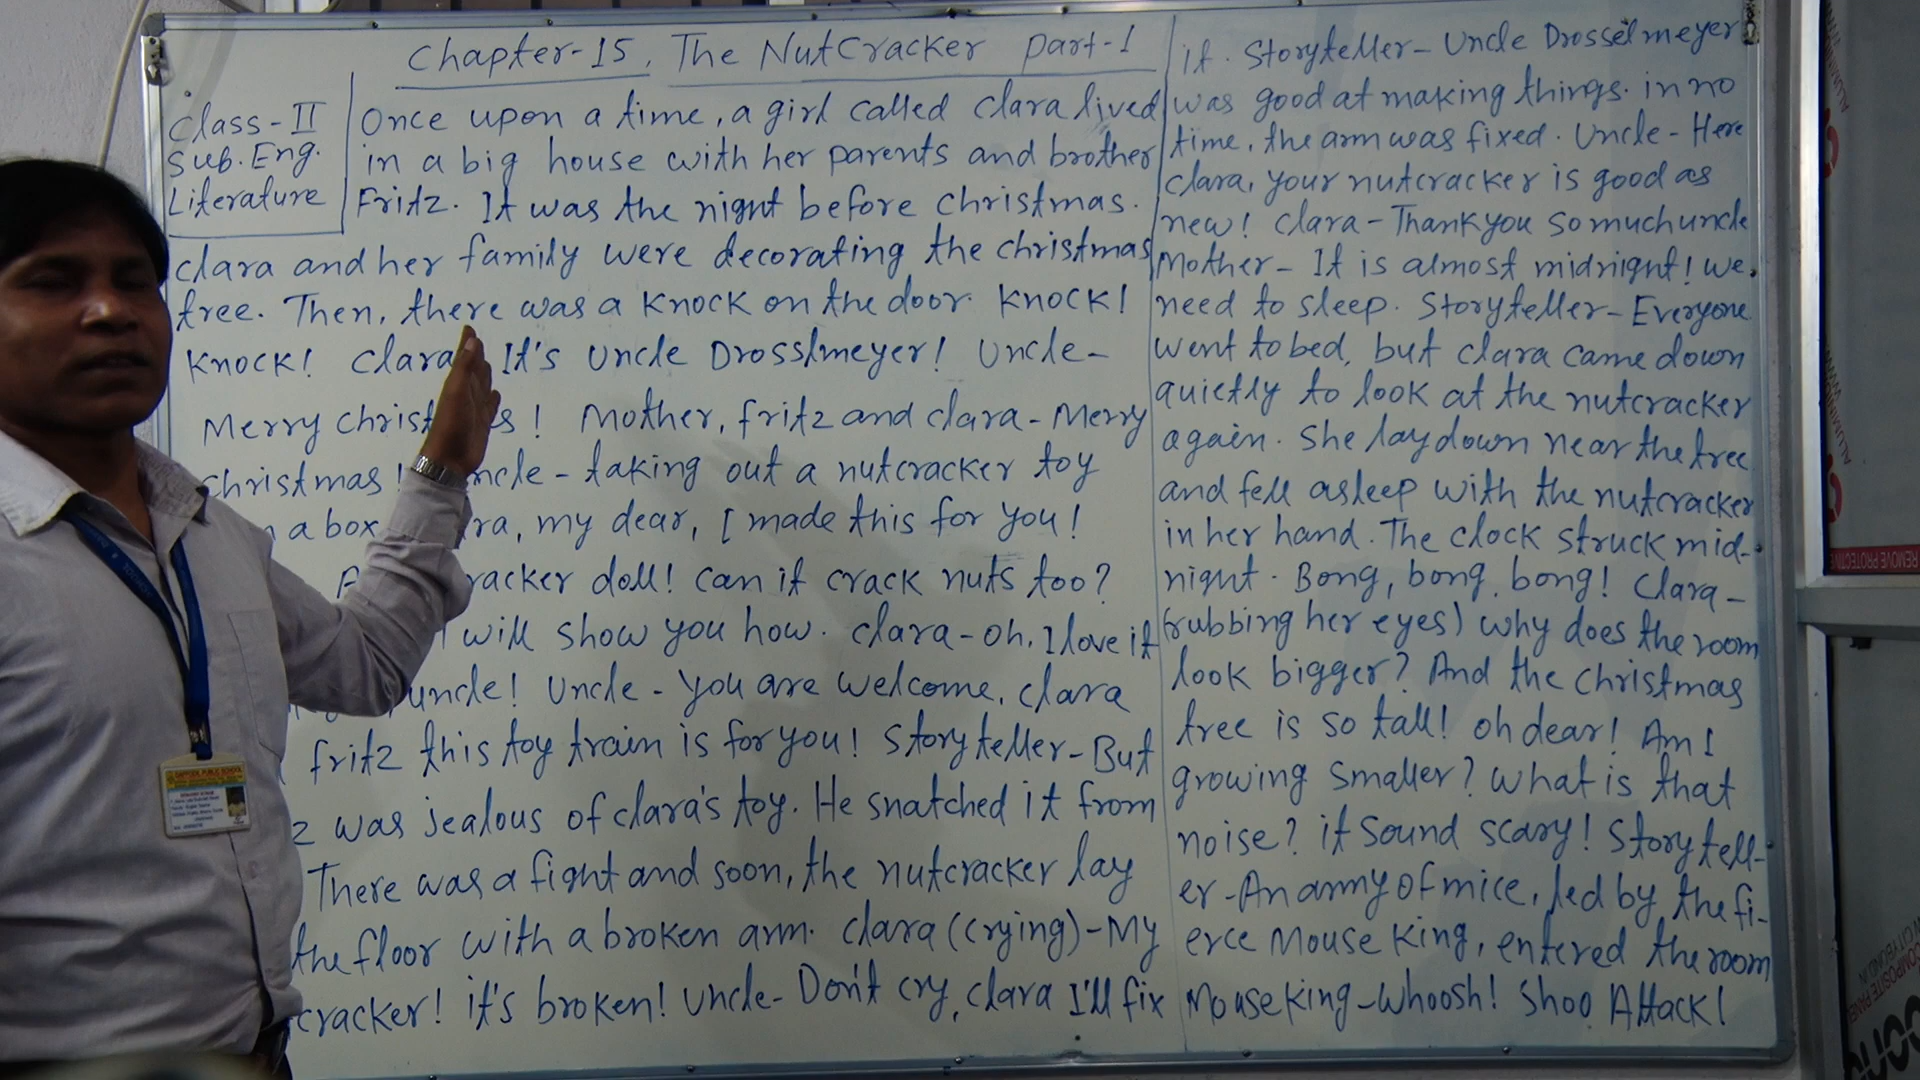 Chapter-15, The NutCracker Part-1
Class-II
Sub. Eng.
Literature
Once upon a time, a girl called Clara lived
in a big house with her parents and brother
Fritz. It was the night before christmas.
Clara and her family were decorating the christmas
tree. Then, there was a knock on the door. Knock!
Knock! Clara It's Uncle Drosslmeyer! Uncle-
Merry Christ s! Mother, fritz and clara-Merry
christmas! ncle-taking out a nutcracker toy
a box ra, my dear, I made this for you!
A racker doll! Can it crack nuts too?
I will show you how. Clara-oh, I love it
uncle! Uncle-You are welcome, Clara
fritz this toy train is for you! Storyteller-But
z was jealous of clara's toy. He snatched it from
There was a fight and soon, the nutcracker lay
the floor with a broken arm. Clara (crying)-My
cracker! it's broken! Uncle-Don't cry, clara I'll fix
it. Storyteller-Uncle Drosselmeyer
was good at making things. in no
time, the arm was fixed. Uncle-Here
Clara, your nutcracker is good as
new! Clara-Thank you so much uncle
Mother-It is almost midnight! we
need to sleep. Storyteller-Everyone
went to bed, but Clara came down
quietly to look at the nutcracker
again. She lay down near the tree
and fell asleep with the nutcracker
in her hand. The clock struck mid-
night. Bong, bong, bong! Clara-
(rubbing her eyes) why does the room
look bigger? And the christmas
tree is so tall! oh dear! Am I
growing smaller? What is that
noise? it sound scary! Storytell-
er-An army of mice, led by the fi-
erce Mouse King, entered the room
Mouse King-Whoosh! Shoo Attack!
REMOVE PROTECTIVE